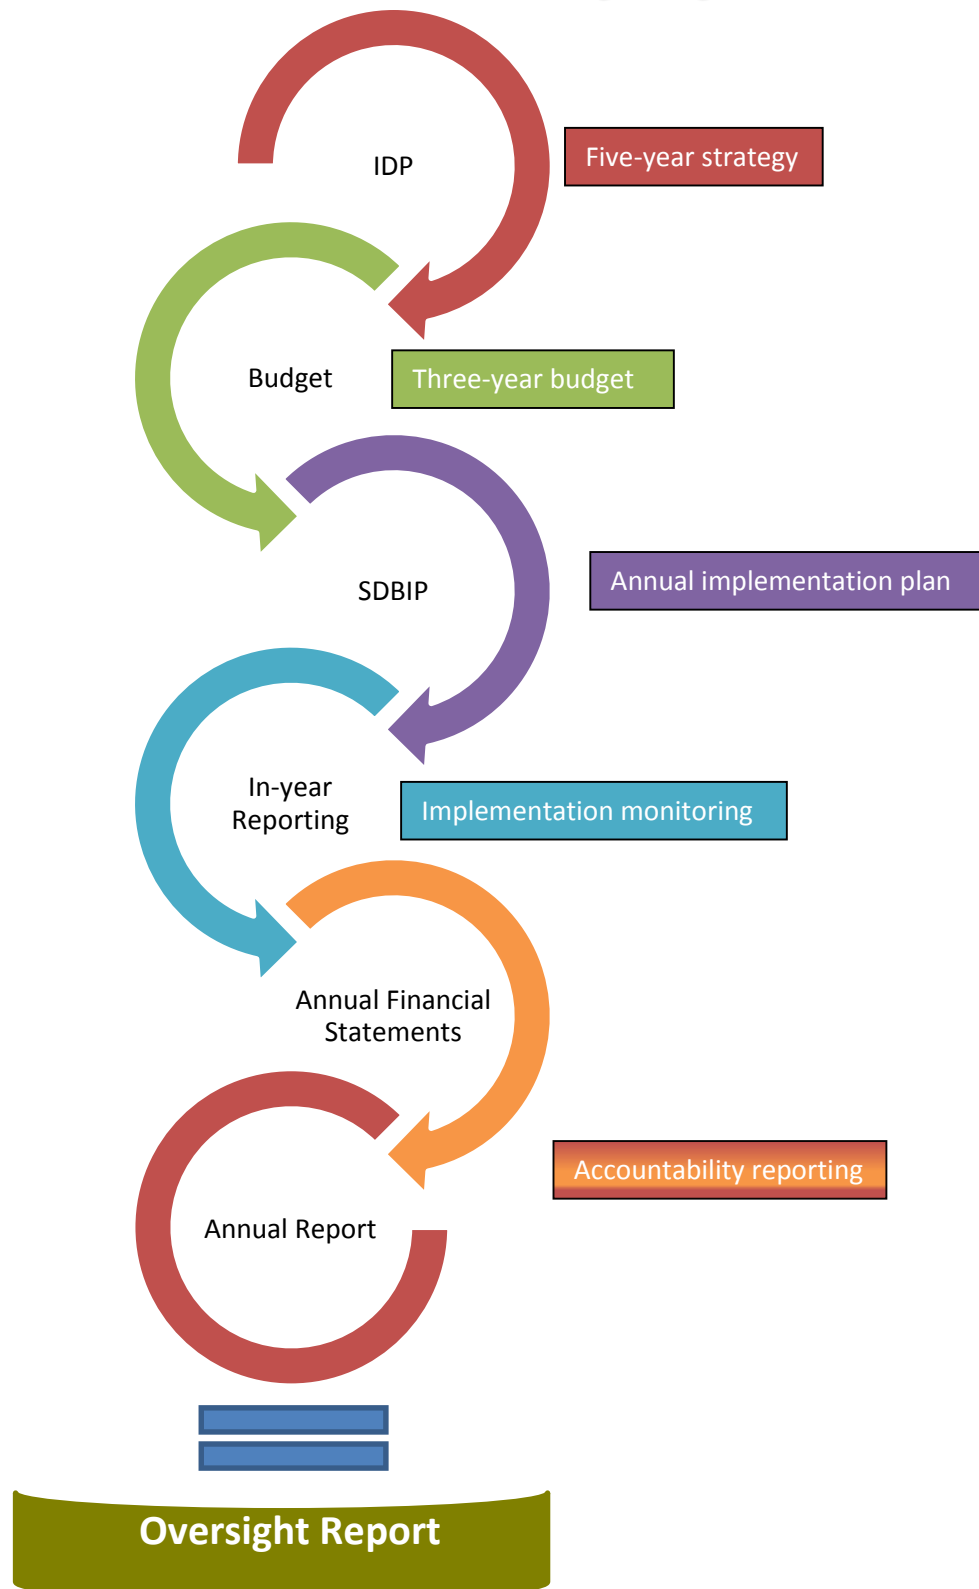 IDP
Five-year strategy
Budget
Three-year budget
SDBIP
Annual implementation plan
In-year
Reporting
Implementation monitoring
Annual Financial
Statements
Accountability reporting
Annual Report
Oversight Report